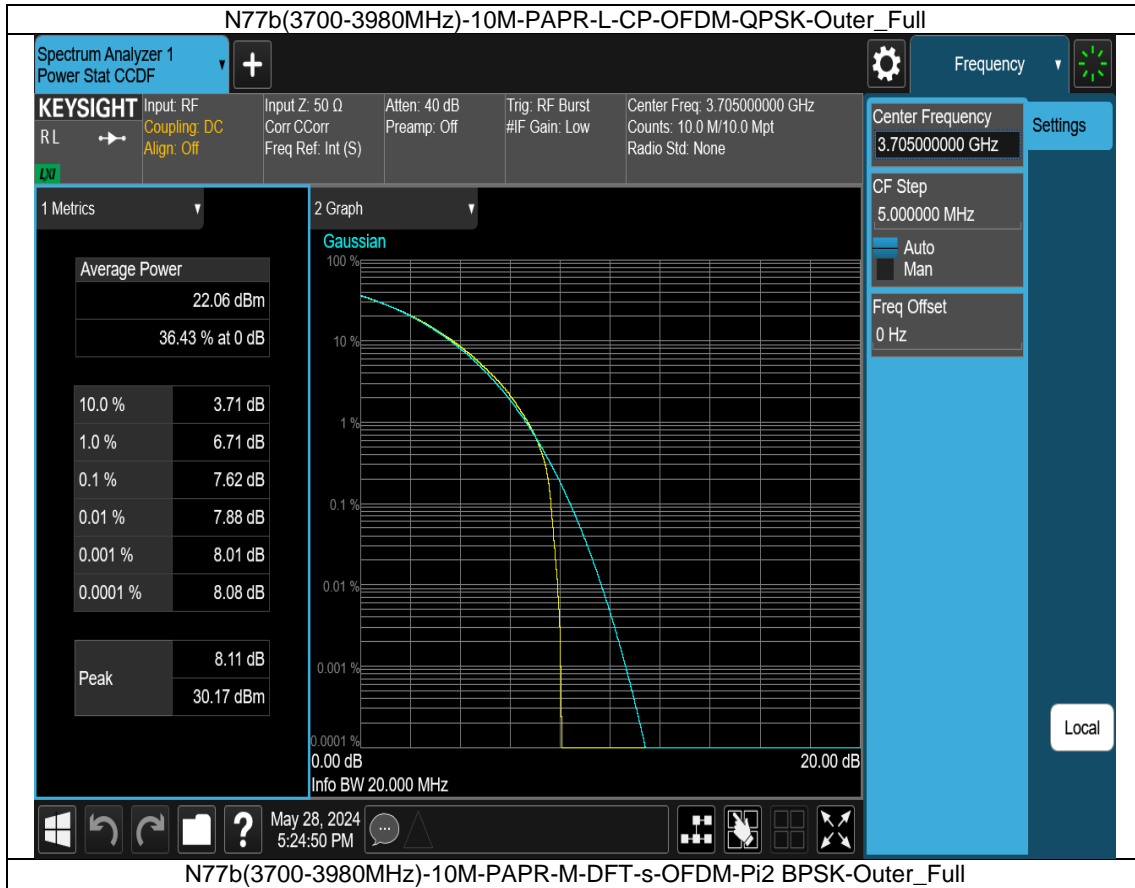 N77b(3700-3980MHz)-10M-PAPR-L-CP-OFDM-QPSK-Outer_Full
Spectrum Analyzer 1
Power Stat CCDF
Frequency
KEYSIGHT
R L
LXI
Input: RF
Coupling: DC
Align: Off
Input Z: 50 Ω
Corr CCorr
Freq Ref: Int (S)
Atten: 40 dB
Preamp: Off
Trig: RF Burst
#IF Gain: Low
Center Freq: 3.705000000 GHz
Counts: 10.0 M/10.0 Mpt
Radio Std: None
Center Frequency
3.705000000 GHz
Settings
CF Step
5.000000 MHz
Auto
Man
Freq Offset
0 Hz
1 Metrics
Average Power
22.06 dBm
36.43 % at 0 dB
10.0 % 3.71 dB
1.0 % 6.71 dB
0.1 % 7.62 dB
0.01 % 7.88 dB
0.001 % 8.01 dB
0.0001 % 8.08 dB
Peak
8.11 dB
30.17 dBm
2 Graph
Gaussian
100 %
10 %
1 %
0.1 %
0.01 %
0.001 %
0.0001 %
0.00 dB 20.00 dB
Info BW 20.000 MHz
Local
May 28, 2024
5:24:50 PM
N77b(3700-3980MHz)-10M-PAPR-M-DFT-s-OFDM-Pi2 BPSK-Outer_Full